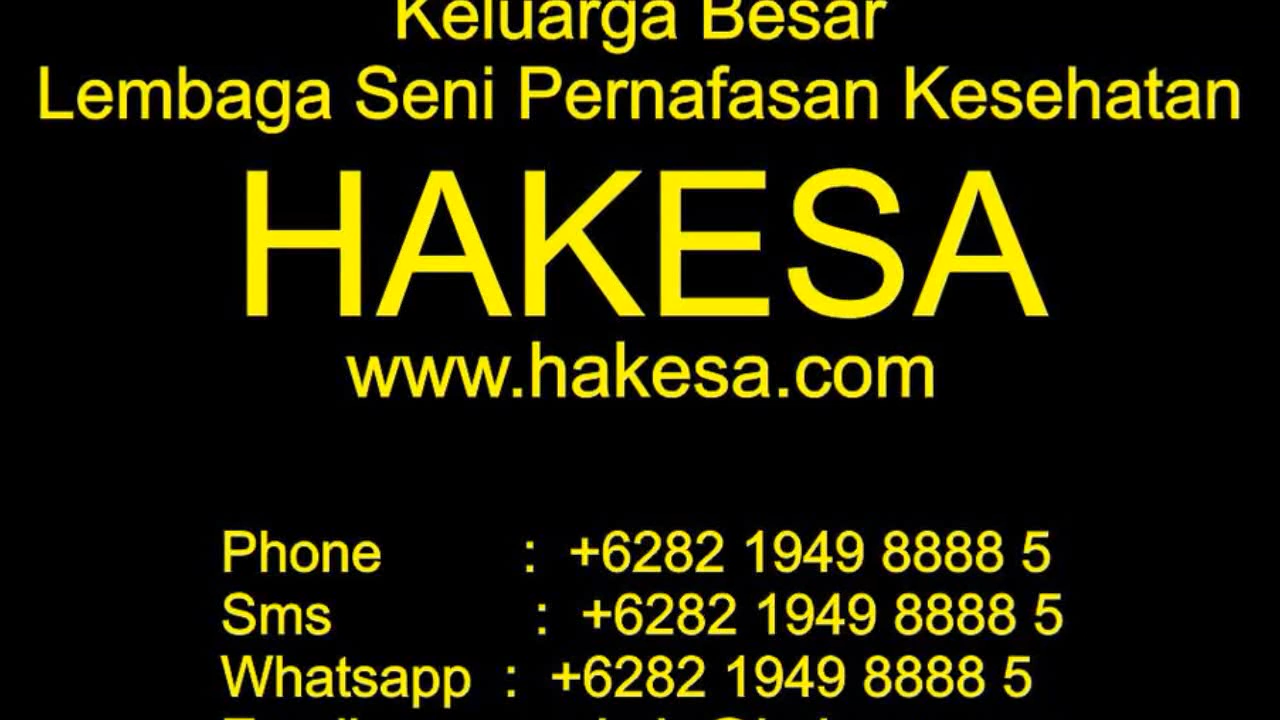 Keluarga Besar
Lembaga Seni Pernafasan Kesehatan
HAKESA
www.hakesa.com
Phone : +6282 1949 8888 5
Sms : +6282 1949 8888 5
Whatsapp : +6282 1949 8888 5